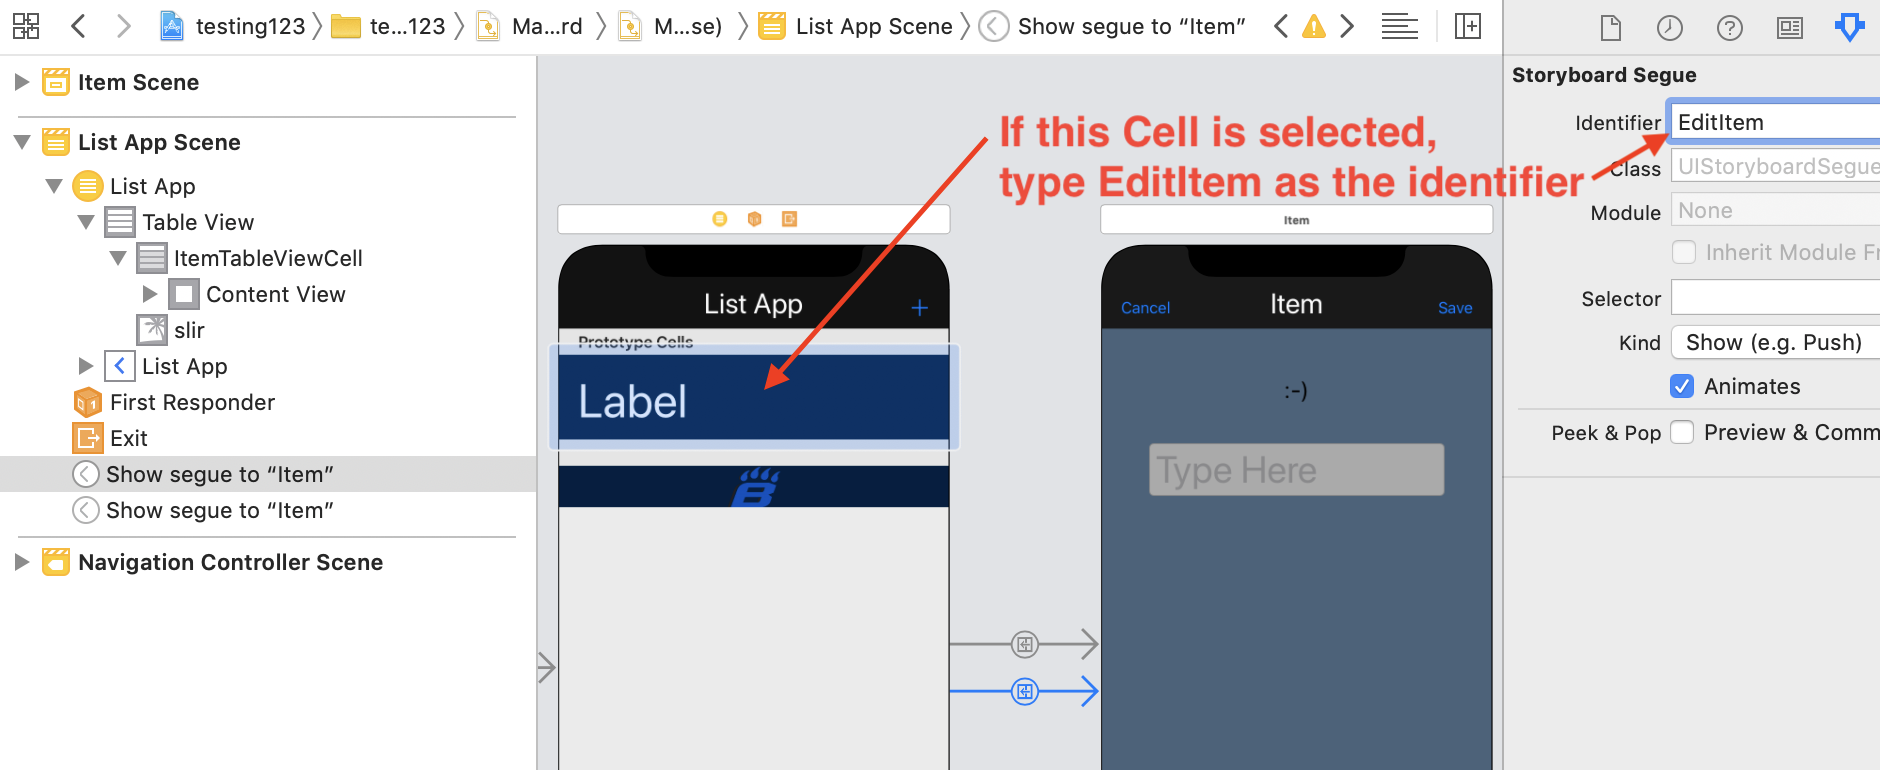 testing123
te...123
Ma...rd
M...se)
List App Scene
Show segue to “Item”
Item Scene
List App Scene
List App
Table View
ItemTableViewCell
Content View
slir
List App
First Responder
Exit
Show segue to “Item”
Show segue to “Item”
Navigation Controller Scene
If this Cell is selected,
type EditItem as the identifier
List App
+
Prototype Cells
Label
B
Item
Cancel
Item
Save
:-)
Type Here
Storyboard Segue
Identifier
EditItem
Class
UIStoryboardSegue
Module
None
Inherit Module Fr
Selector
Kind
Show (e.g. Push)
Animates
Peek & Pop
Preview & Comm